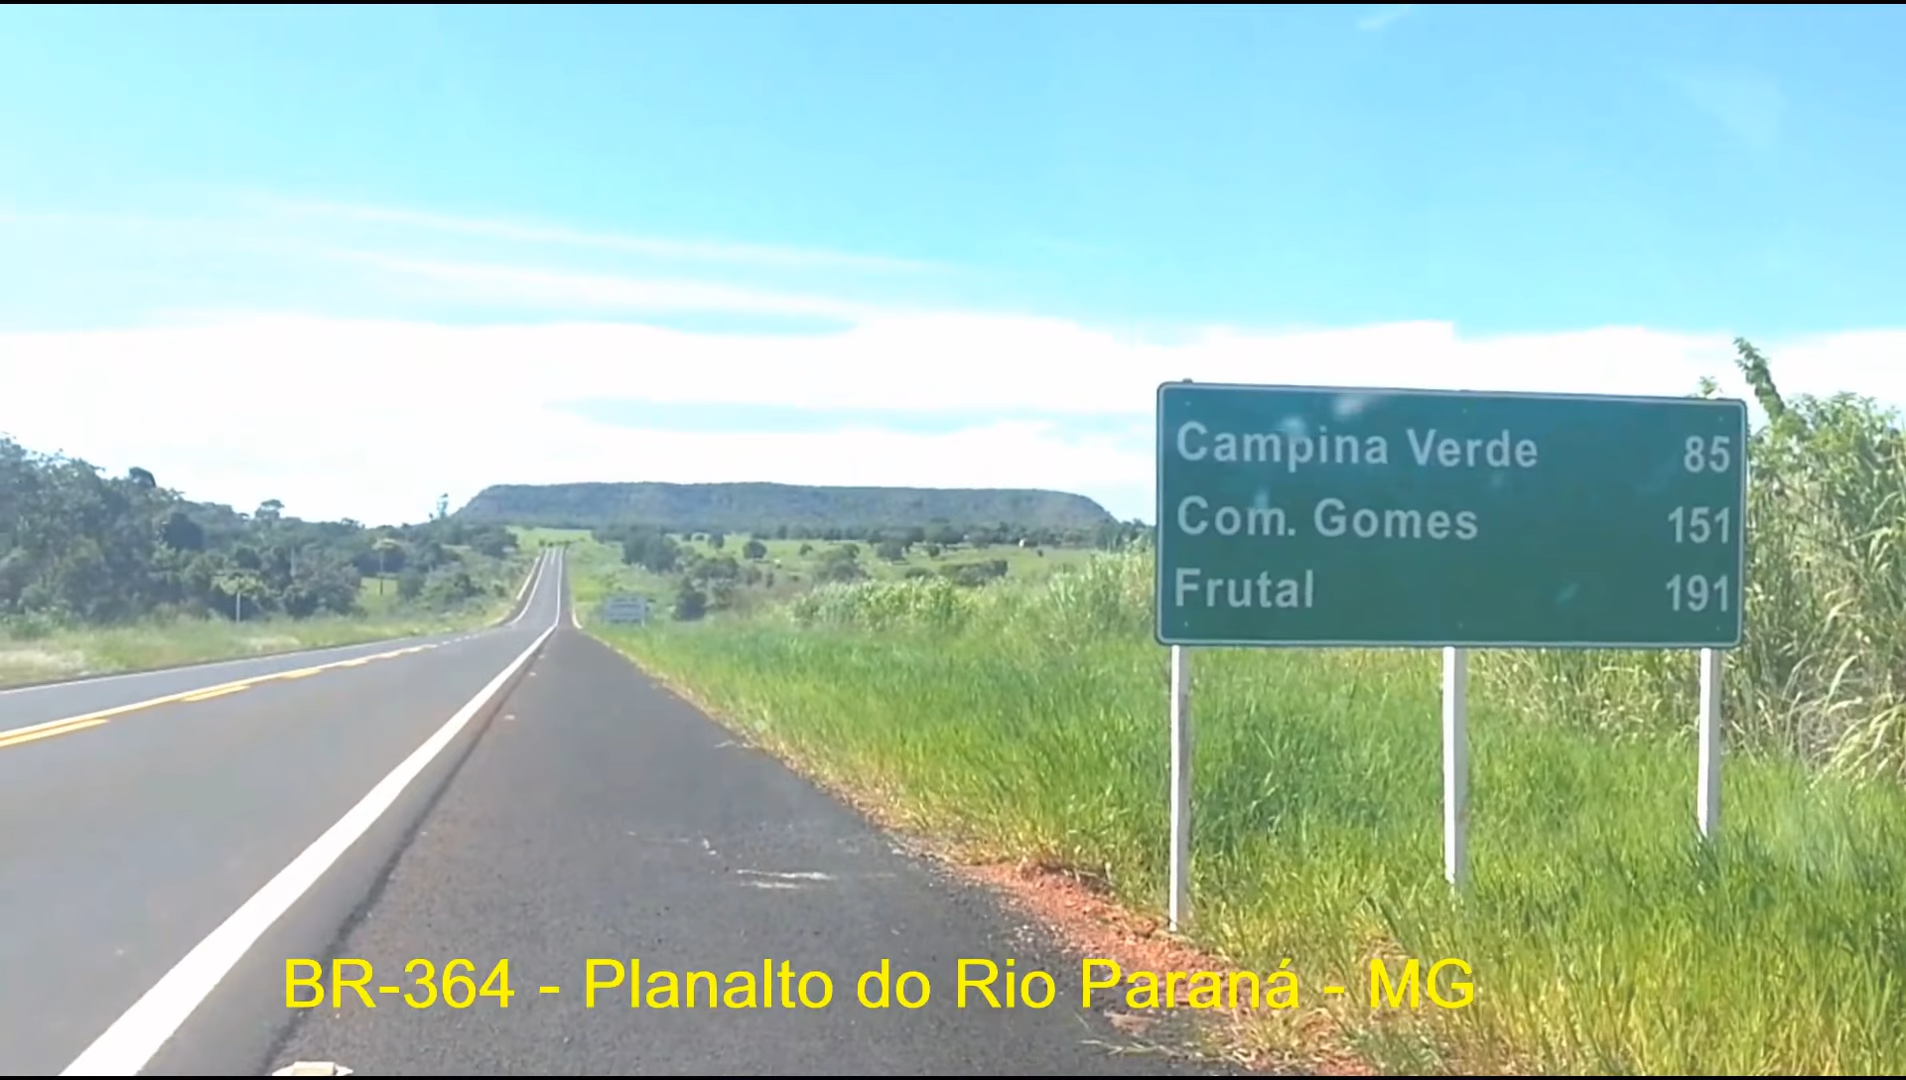 Campina Verde 85
Com. Gomes 151
Frutal 191
BR-364 - Planalto do Rio Paraná - MG